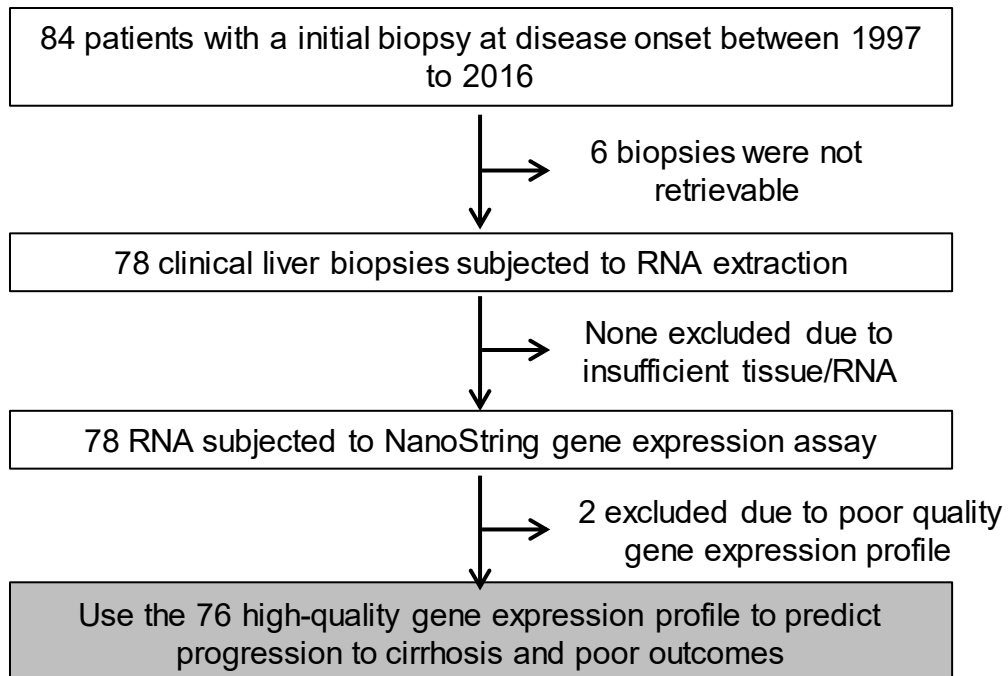 84 patients with a initial biopsy at disease onset between 1997
to 2016
6 biopsies were not
retrievable
78 clinical liver biopsies subjected to RNA extraction
None excluded due to
insufficient tissue/RNA
78 RNA subjected to NanoString gene expression assay
2 excluded due to poor quality
gene expression profile
Use the 76 high-quality gene expression profile to predict
progression to cirrhosis and poor outcomes